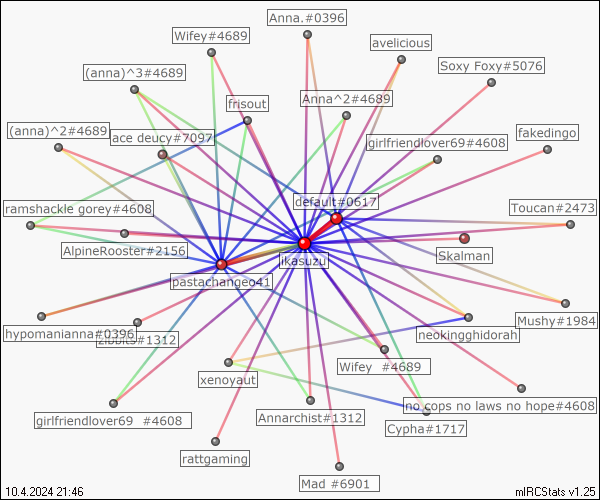 Anna.#0396
Wifey#4689
avelicious
Soxy Foxy#5076
(anna)^3#4689
Anna^2#4689
frisout
(anna)^2#4689
ace deucy#7097
girlfriendlover69#4608
fakedingo
default#0617
ramshackle gorey#4608
Toucan#2473
AlpineRooster#2156
Skalman
ikasuzu
pastachangeo41
Mushy#1984
hypomanianna#0396
neokingghidorah
Wifey #4689
xenoyaut
no cops no laws no hope#4608
girlfriendlover69 #4608
Annarchist#1312
Cypha#1717
rattgaming
Mad #6901
10.4.2024 21:46
mIRCStats v1.25